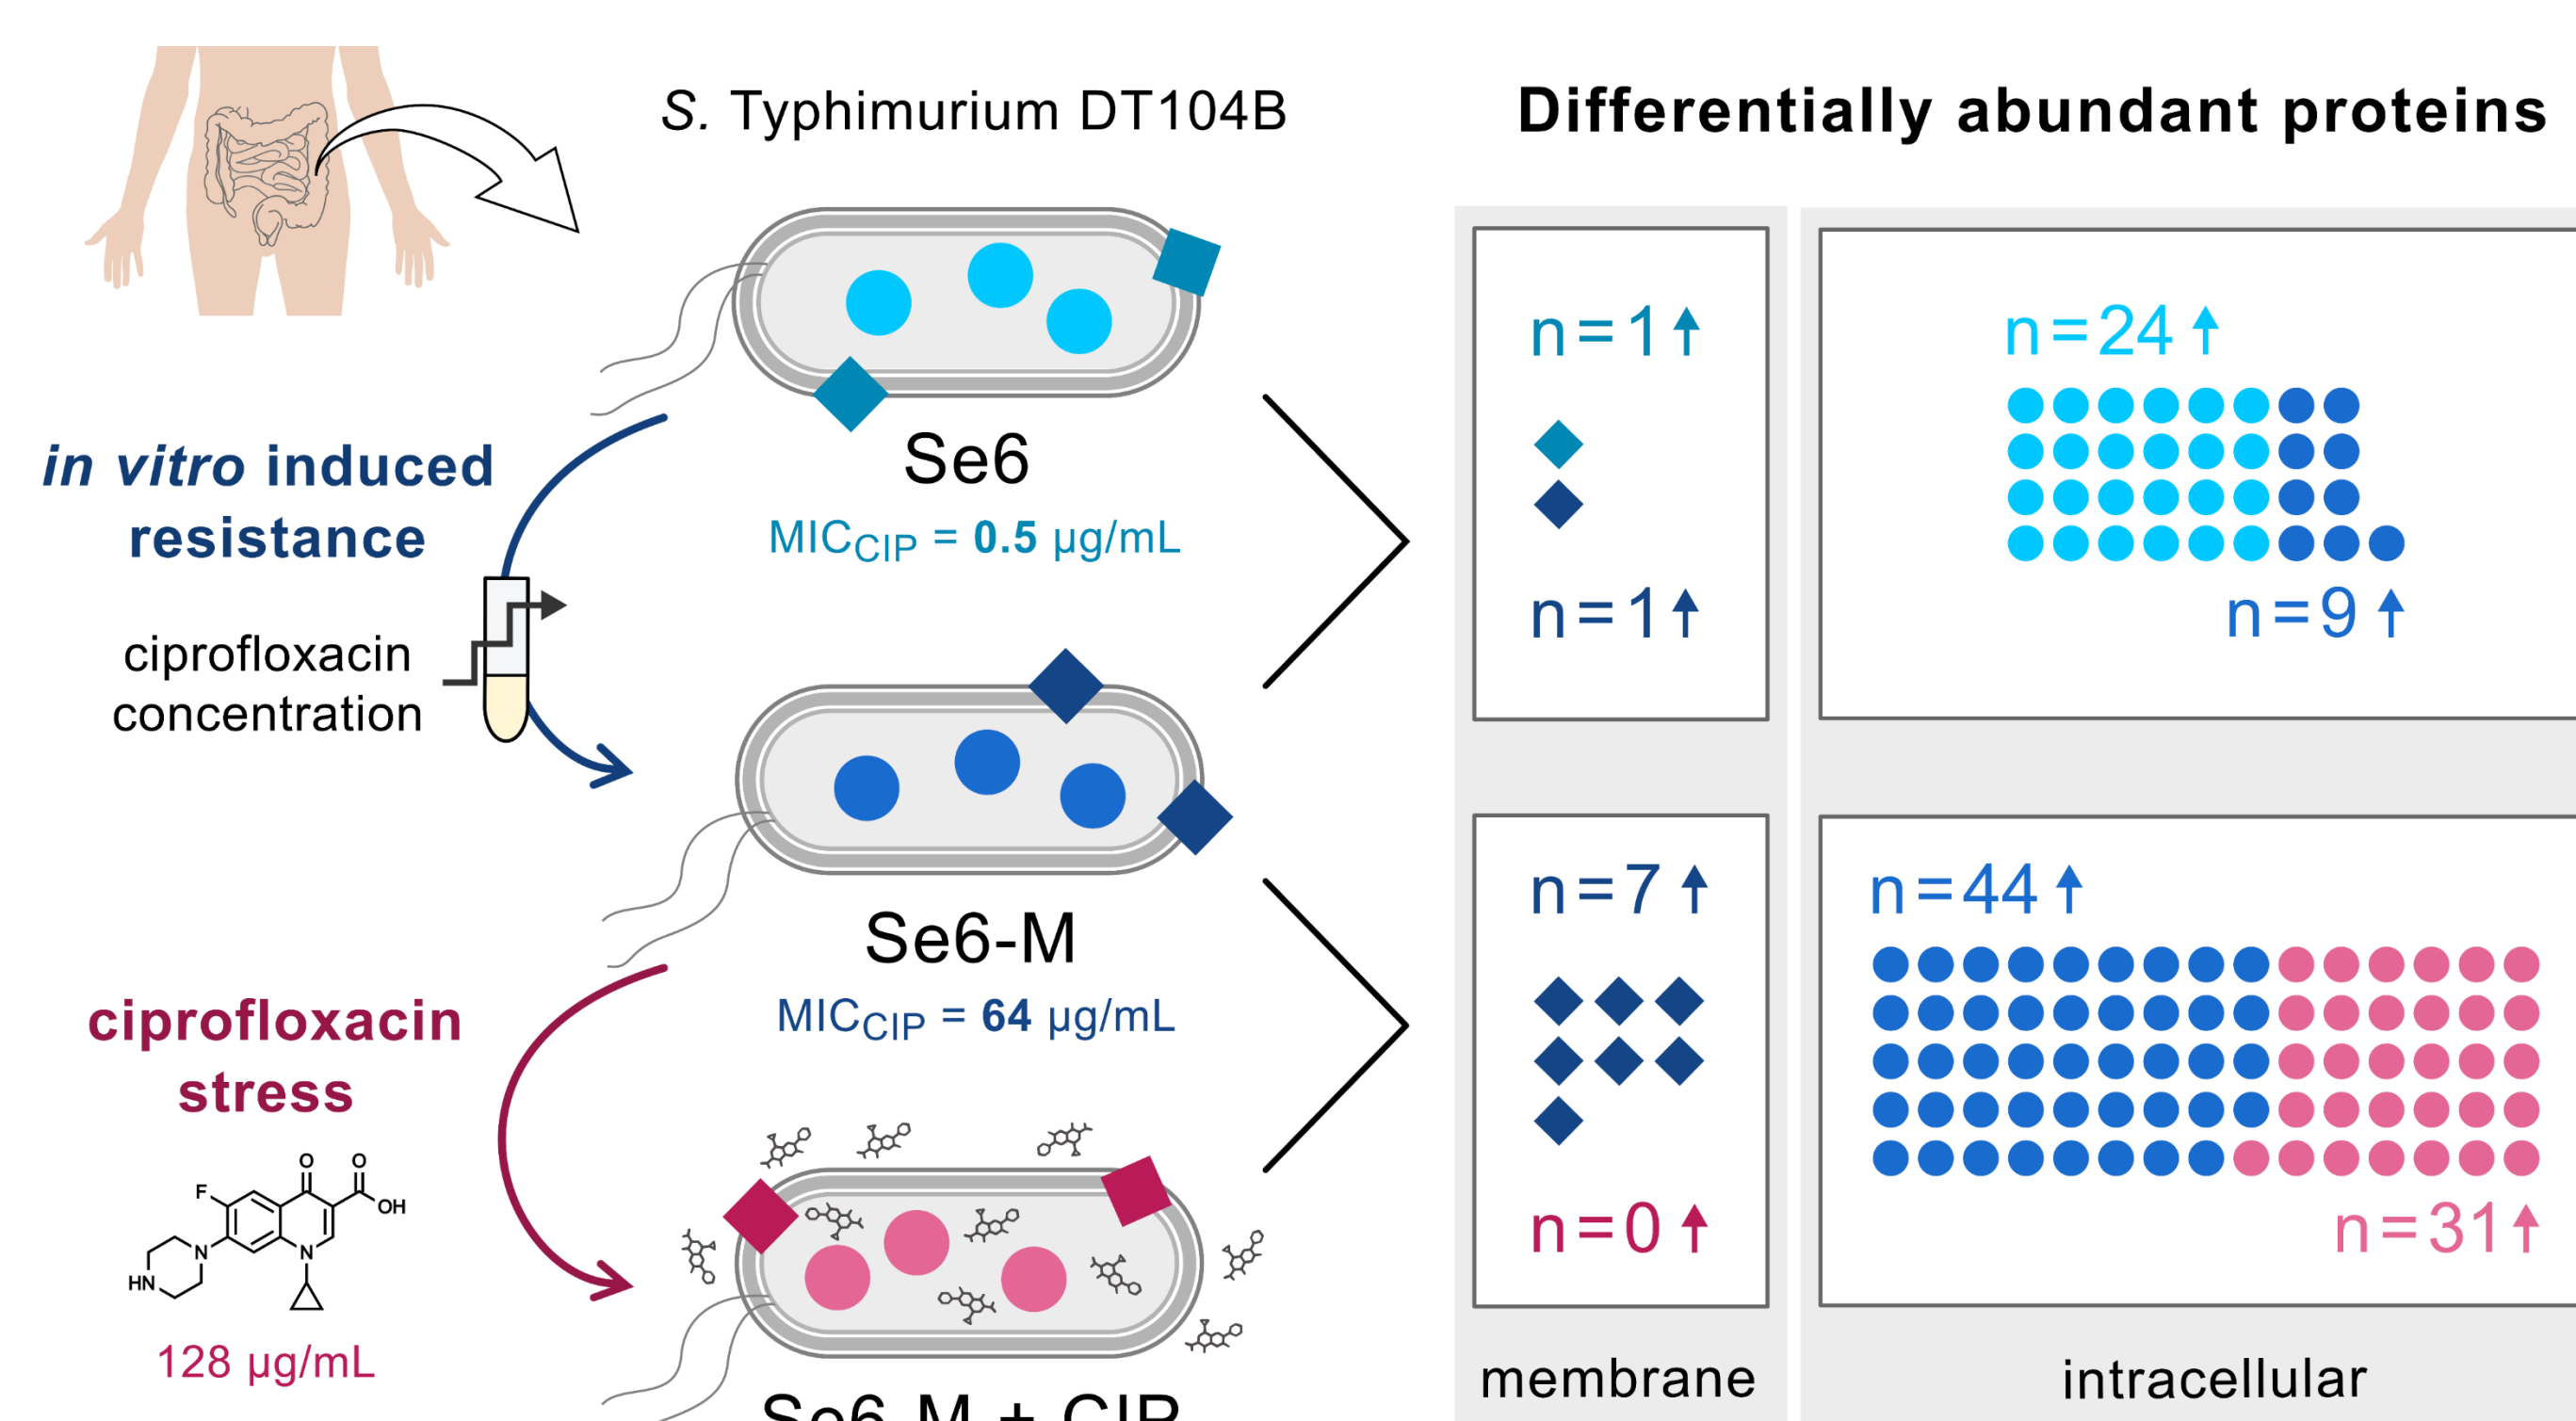 S. Typhimurium DT104B
Differentially abundant proteins
Se6
MICCIP = 0.5 µg/mL
in vitro induced
resistance
ciprofloxacin
concentration
n=1↑
n=1↑
n=24↑
n=9↑
Se6-M
MICCIP = 64 µg/mL
ciprofloxacin
stress
F
O
O
OH
N
N
HN
128 µg/mL
n=7↑
n=0↑
n=44↑
n=31↑
Se6-M + CIP
membrane
intracellular